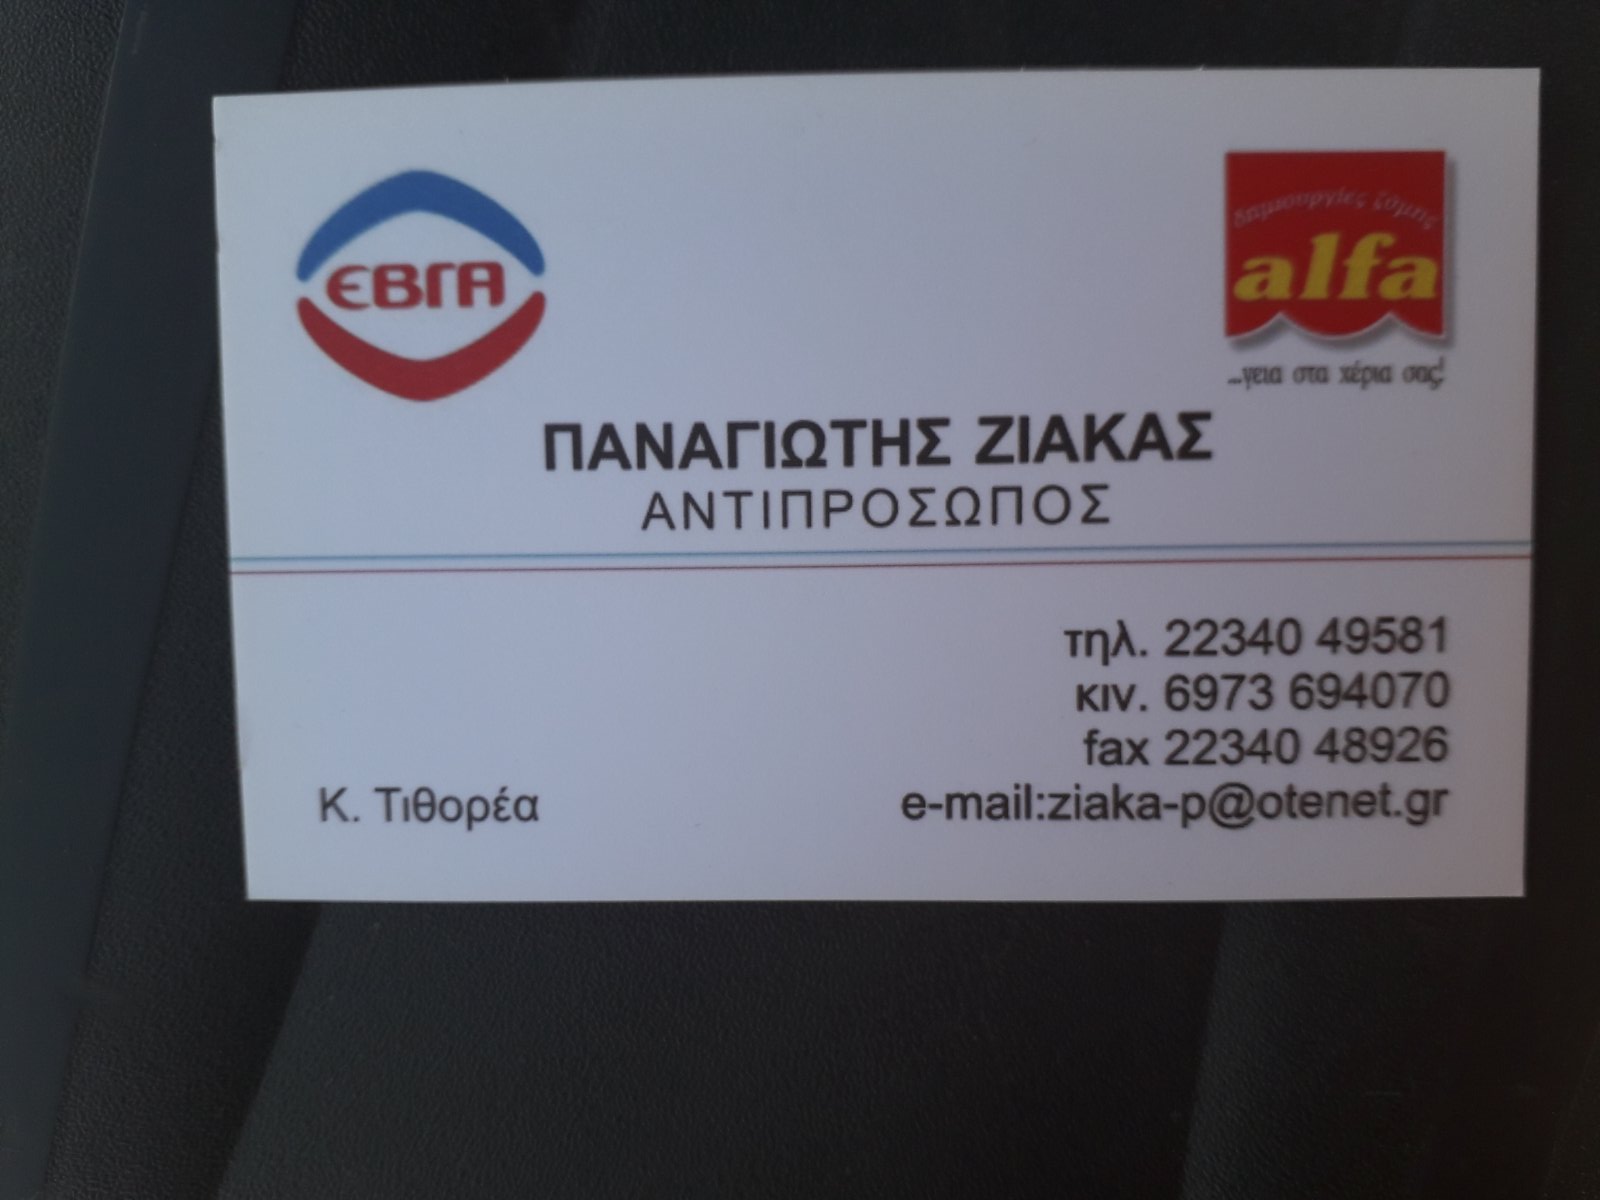 ΕΒΓΑ
δημιουργίες ζύμης
alfa
...γεια στα χέρια σας!
ΠΑΝΑΓΙΩΤΗΣ ΖΙΑΚΑΣ
ΑΝΤΙΠΡΟΣΩΠΟΣ
τηλ. 22340 49581
κιν. 6973 694070
fax 22340 48926
Κ. Τιθορέα
e-mail:ziaka-p@otenet.gr